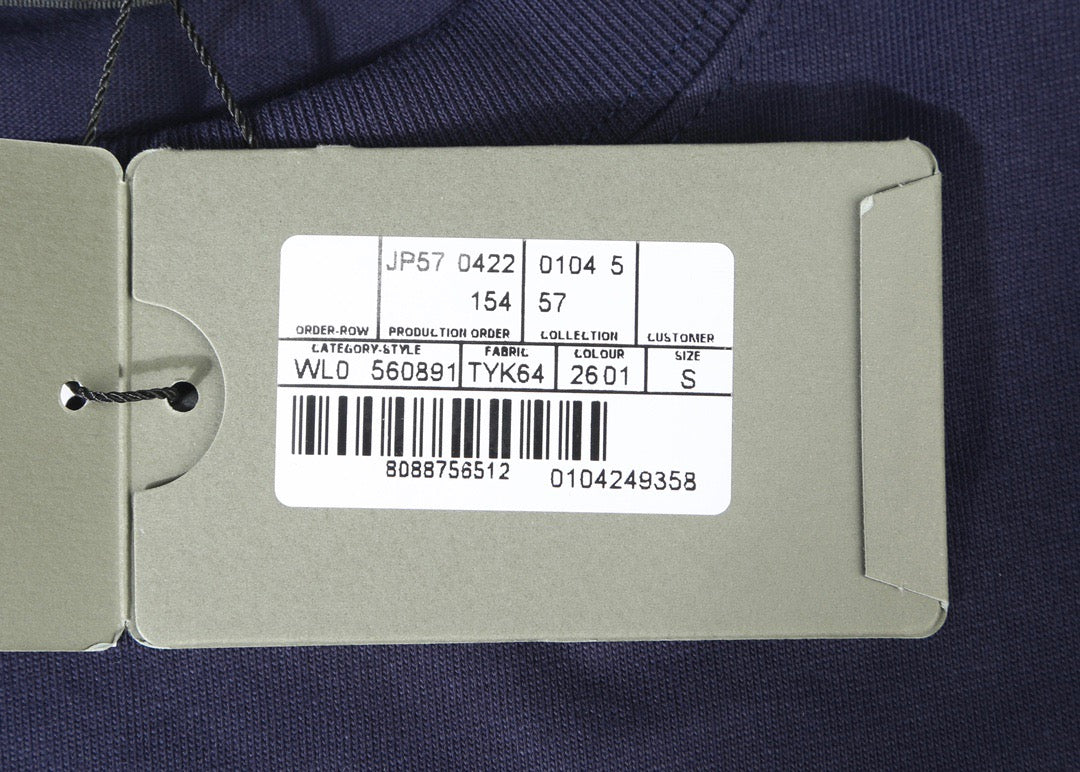 JP57 0422 0104 5
154 57
ORDER-ROW PRODUCTION ORDER COLLECTION CUSTOMER
CATEGORY-STYLE FABRIC COLOUR SIZE
WL0 560891 TYK64 2601 S
8088756512 0104249358